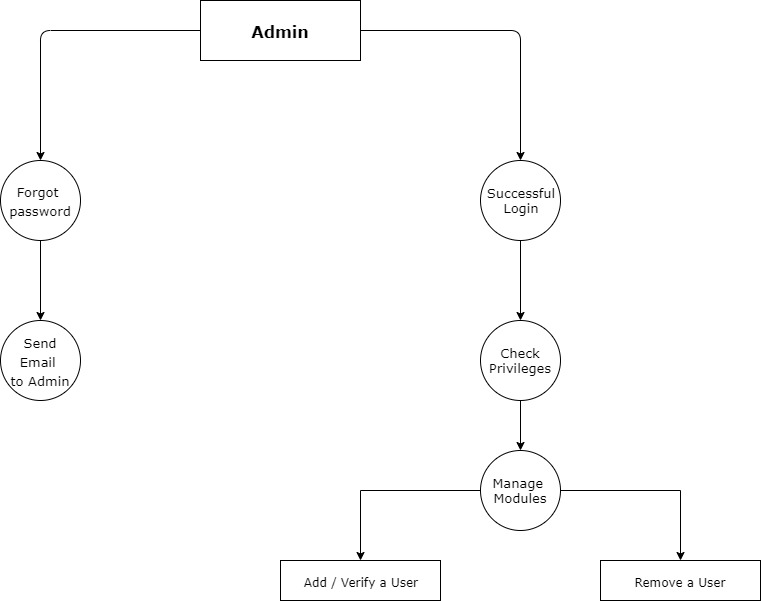 Admin
Forgot
password
Successful
Login
Send
Email
to Admin
Check
Privileges
Manage
Modules
Add / Verify a User
Remove a User